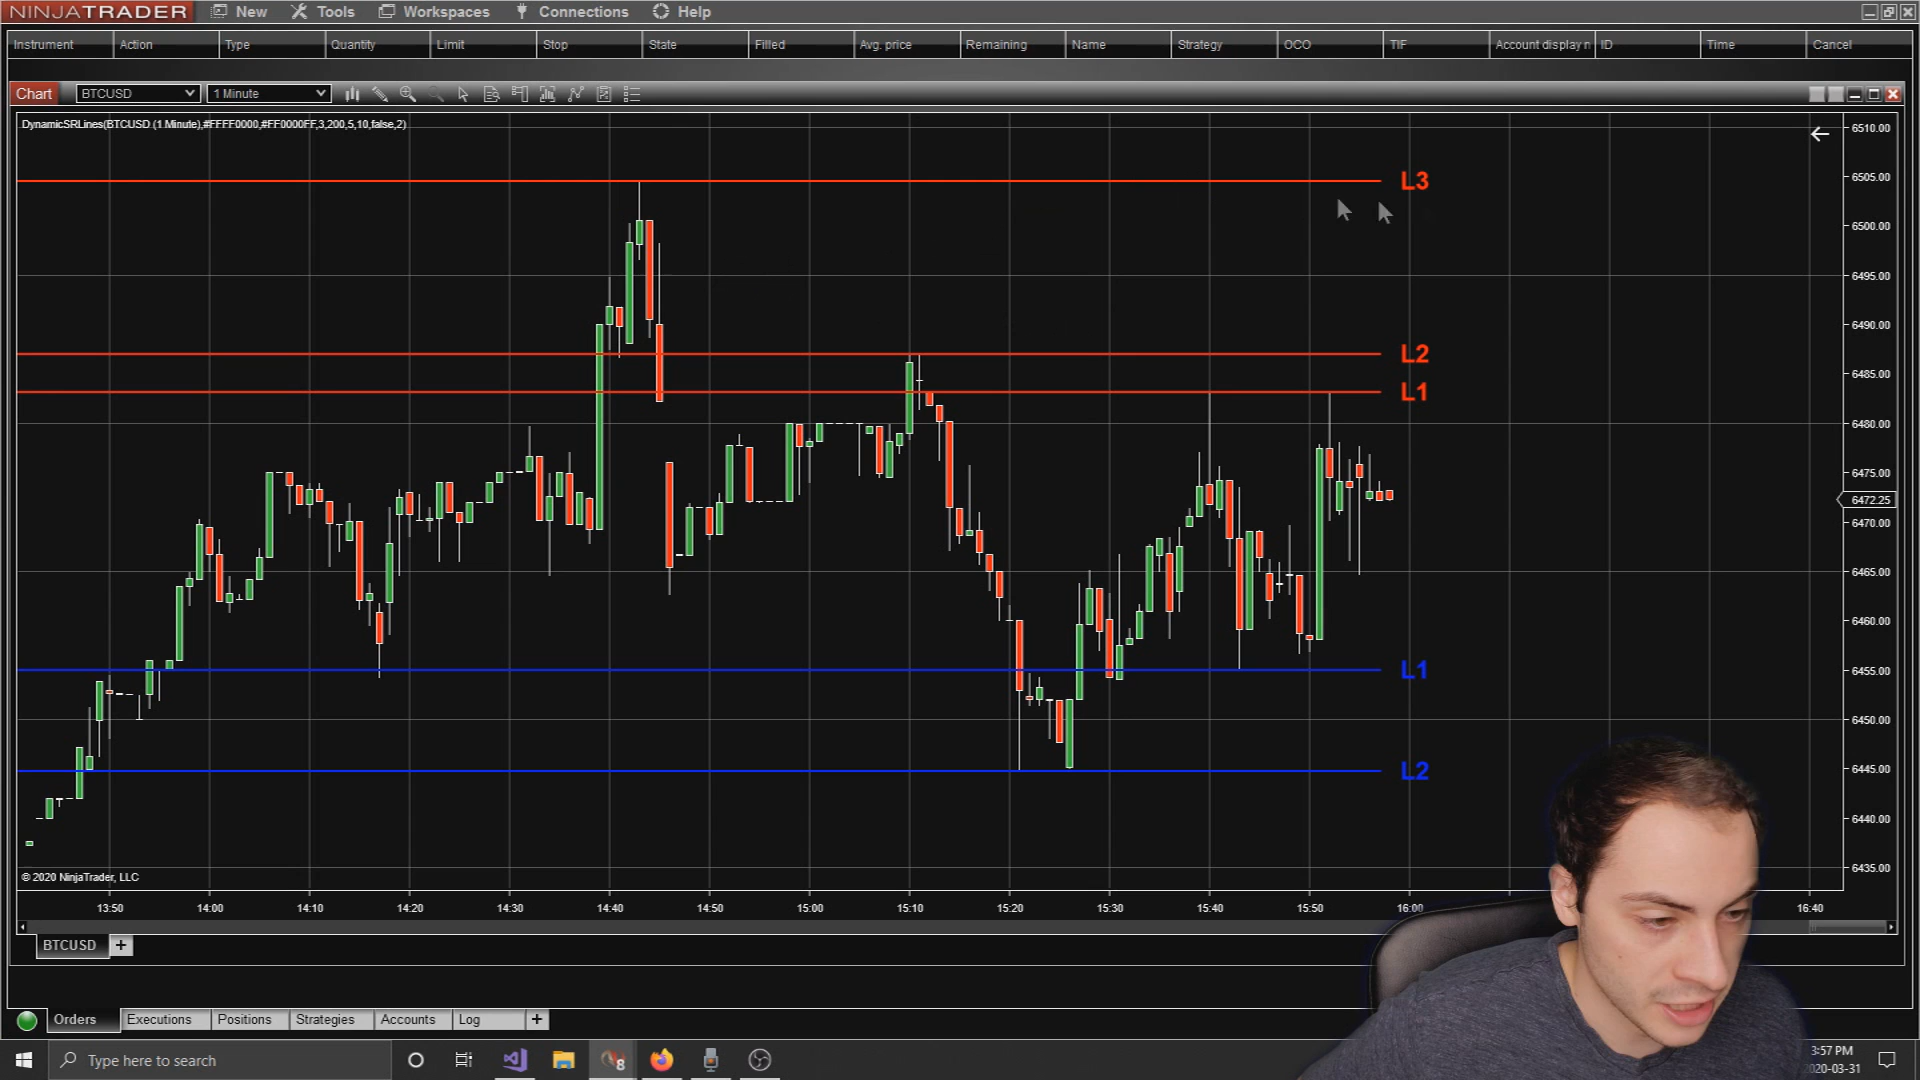 NINJATRADER New Tools Workspaces Connections Help
Instrument Action Type Quantity Limit Stop State Filled Avg. price Remaining Name Strategy OCO TIF Account display n ID Time Cancel
Chart BTCUSD 1 Minute
DynamicSRLines(BTCUSD (1 Minute),#FFFF0000,#FF0000FF,3,200,5,10,false,2)
6510.00
L3
6505.00
6500.00
6495.00
6490.00
L2
6485.00
L1
6480.00
6475.00
6472.25
6470.00
6465.00
6460.00
L1
6455.00
6450.00
L2
6445.00
6440.00
6435.00
© 2020 NinjaTrader, LLC
13:50 14:00 14:10 14:20 14:30 14:40 14:50 15:00 15:10 15:20 15:30 15:40 15:50 16:00 16:40
BTCUSD +
Orders Executions Positions Strategies Accounts Log +
Type here to search
8
3:57 PM
2020-03-31